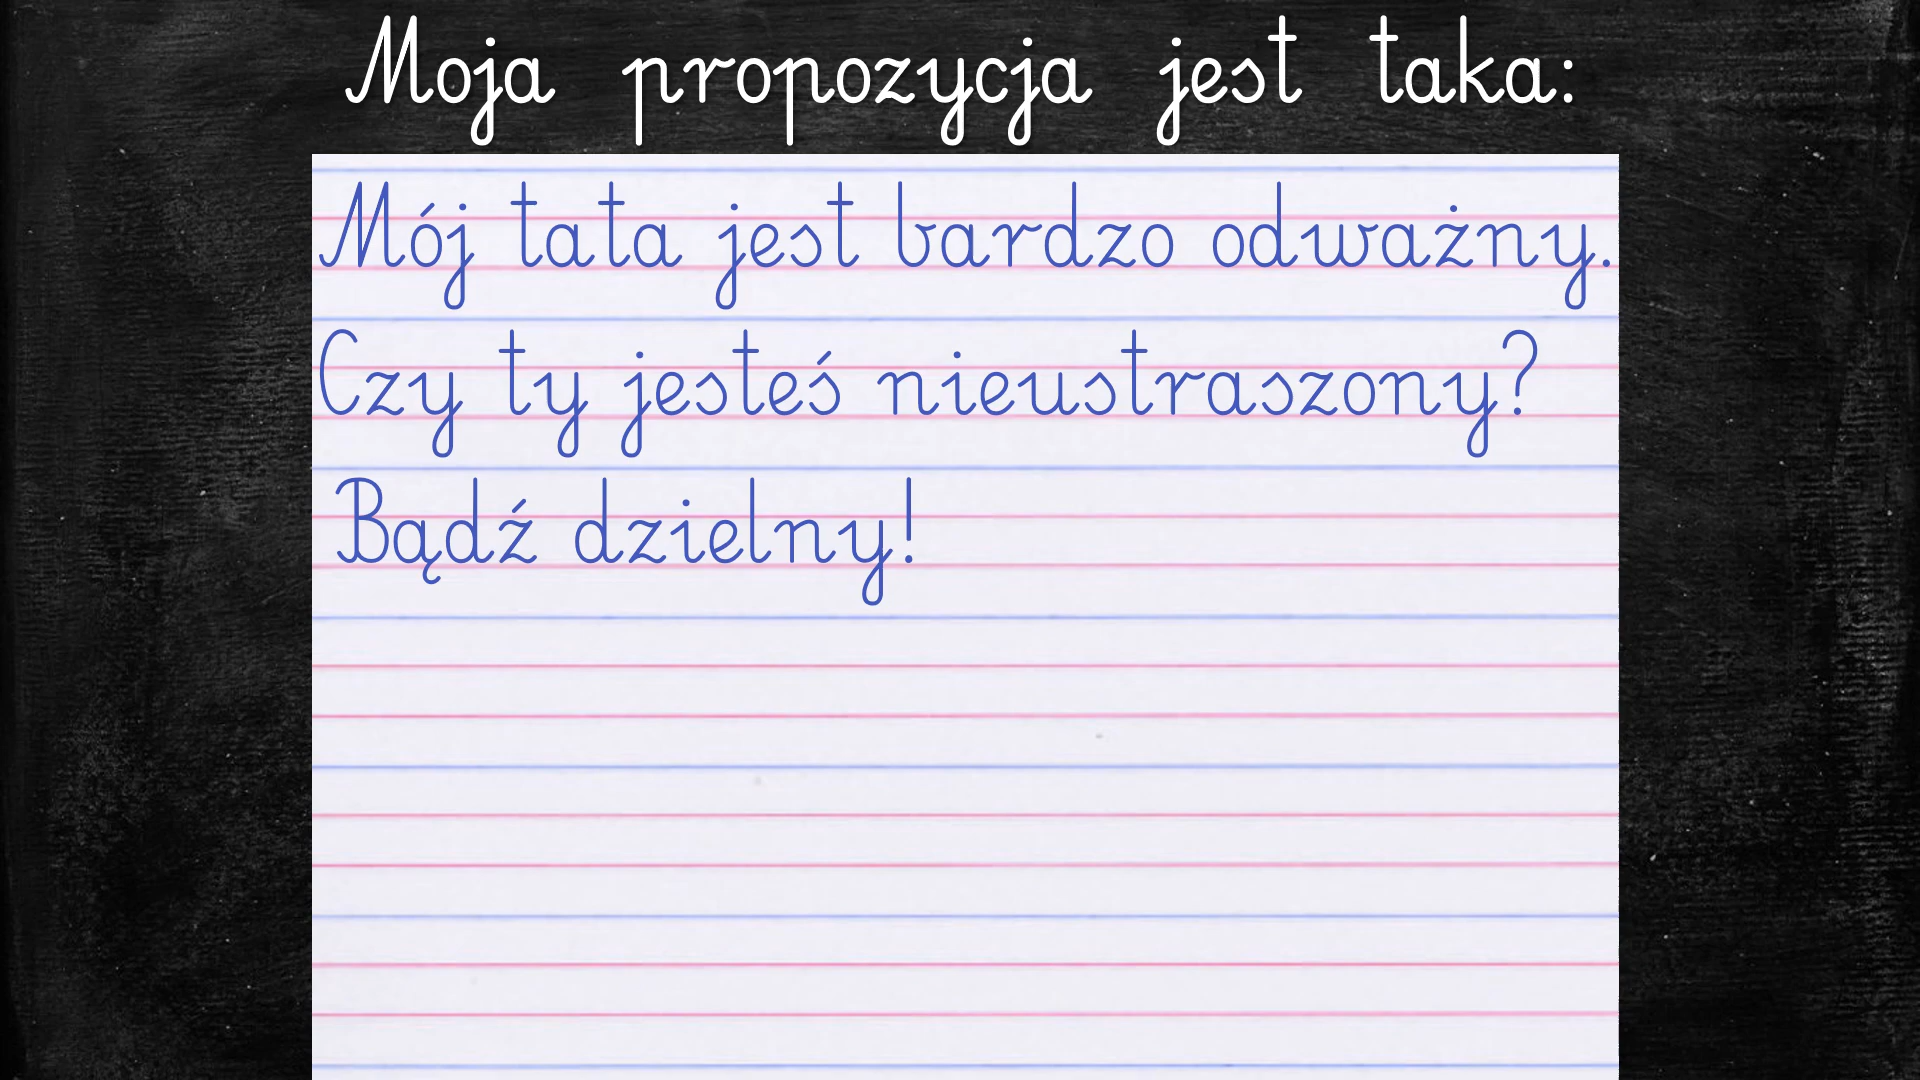 Moja propozycja jest taka:
Mój tata jest bardzo odważny.
Czy ty jesteś nieustraszony?
Bądź dzielny!